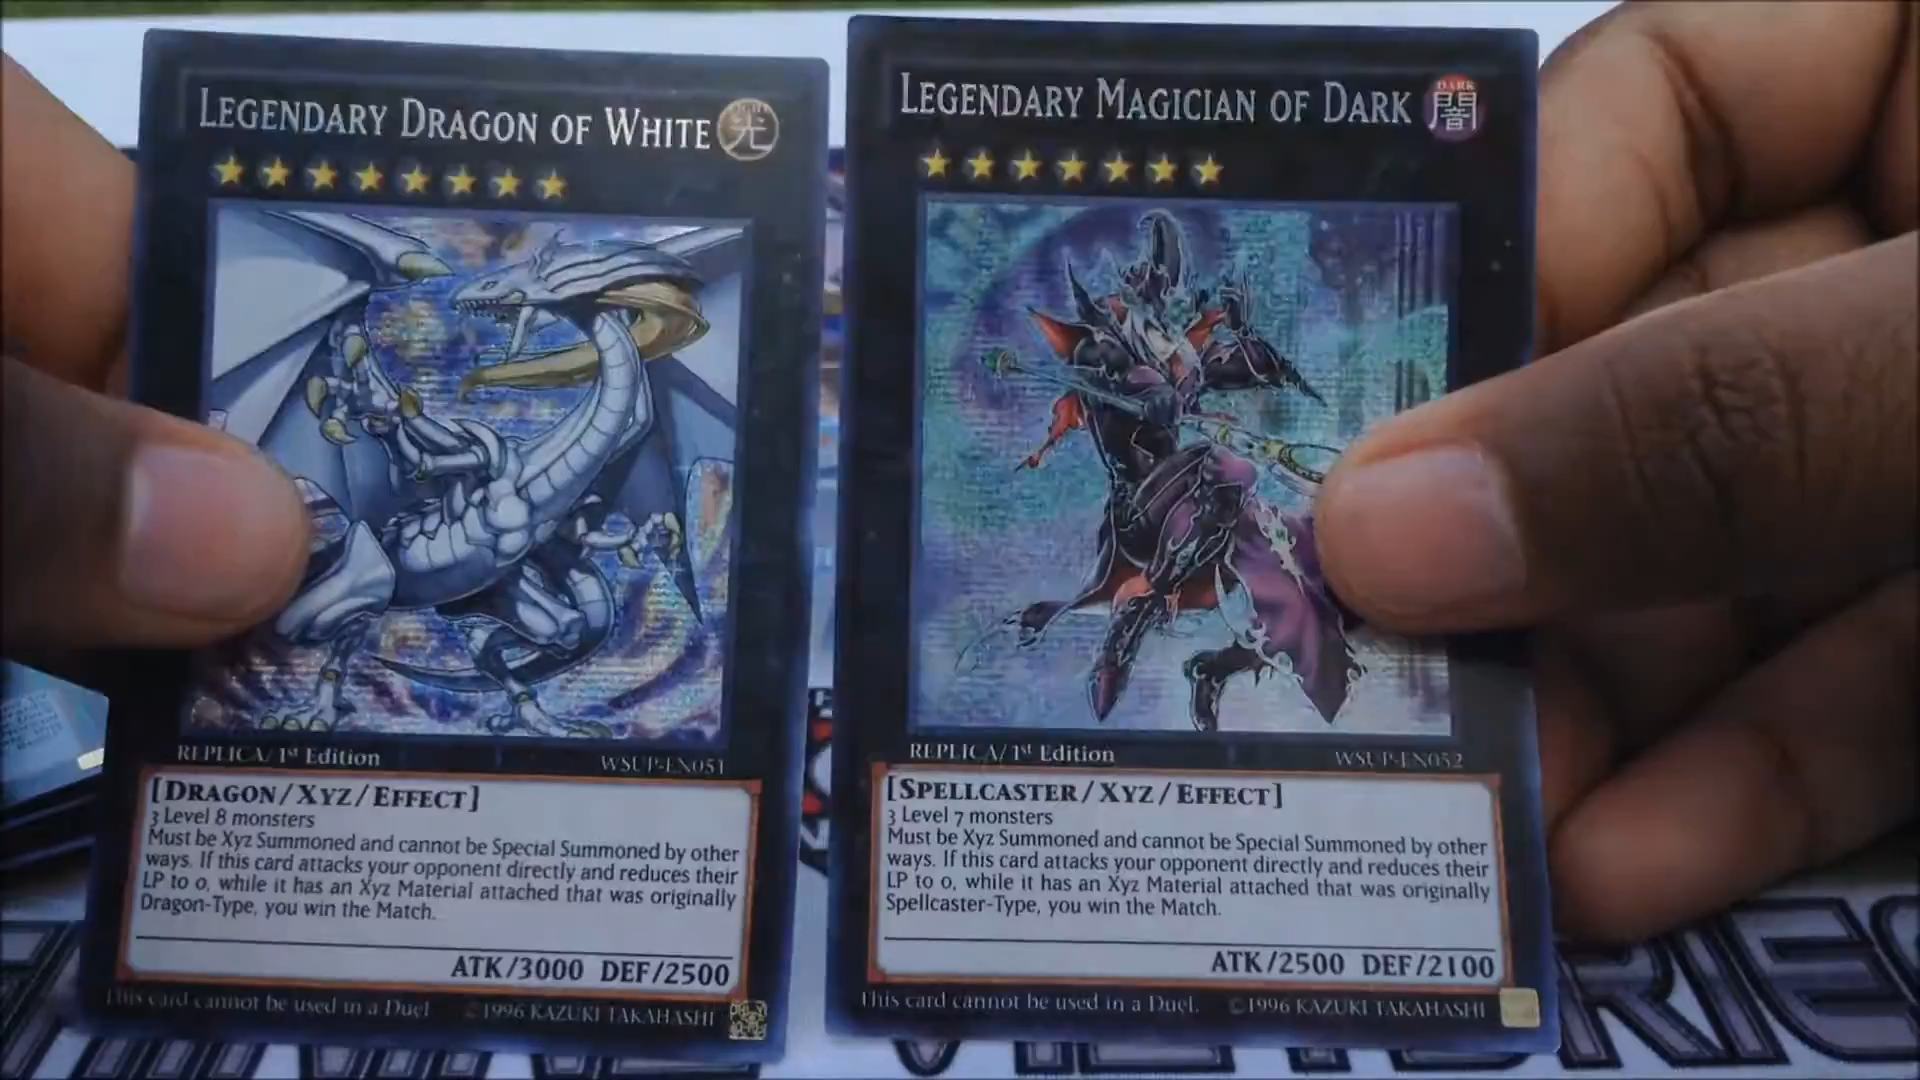 LEGENDARY DRAGON OF WHITE
LIGHT
光
REPLICA/1st Edition
WSUP-EN051
[DRAGON/XYZ/EFFECT]
3 Level 8 monsters
Must be Xyz Summoned and cannot be Special Summoned by other
ways. If this card attacks your opponent directly and reduces their
LP to 0, while it has an Xyz Material attached that was originally
Dragon-Type, you win the Match.
ATK/3000 DEF/2500
This card cannot be used in a Duel
©1996 KAZUKI TAKAHASHI
LEGENDARY MAGICIAN OF DARK
DARK
闇
REPLICA/1st Edition
WSUP-EN052
[SPELLCASTER/XYZ/EFFECT]
3 Level 7 monsters
Must be Xyz Summoned and cannot be Special Summoned by other
ways. If this card attacks your opponent directly and reduces their
LP to 0, while it has an Xyz Material attached that was originally
Spellcaster-Type, you win the Match.
ATK/2500 DEF/2100
This card cannot be used in a Duel.
©1996 KAZUKI TAKAHASHI